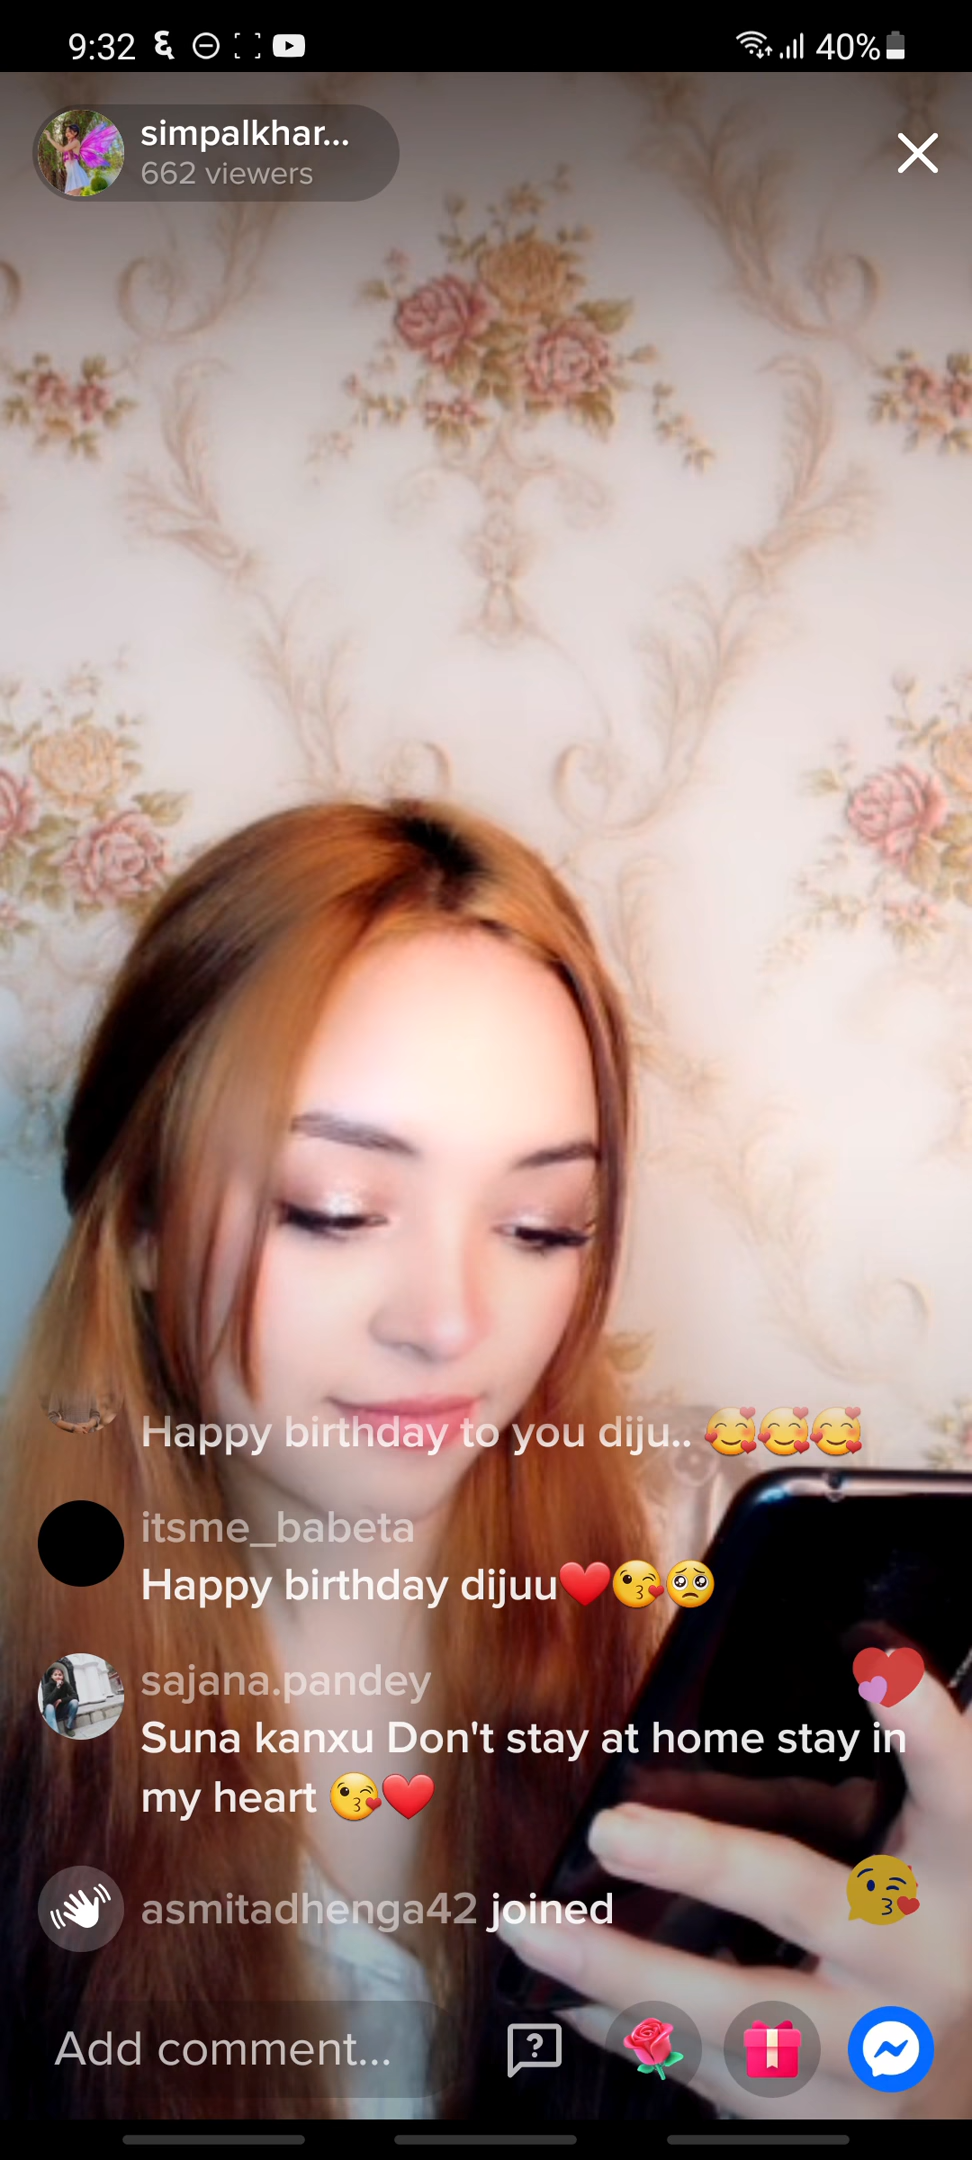 9:32
40%
simpalkhar...
662 viewers
Happy birthday to you diju.. 🥰🥰🥰
itsme_babeta
Happy birthday dijuu❤️😘🥺
sajana.pandey
Suna kanxu Don't stay at home stay in
my heart 😘❤️
asmitadhenga42 joined
Add comment...